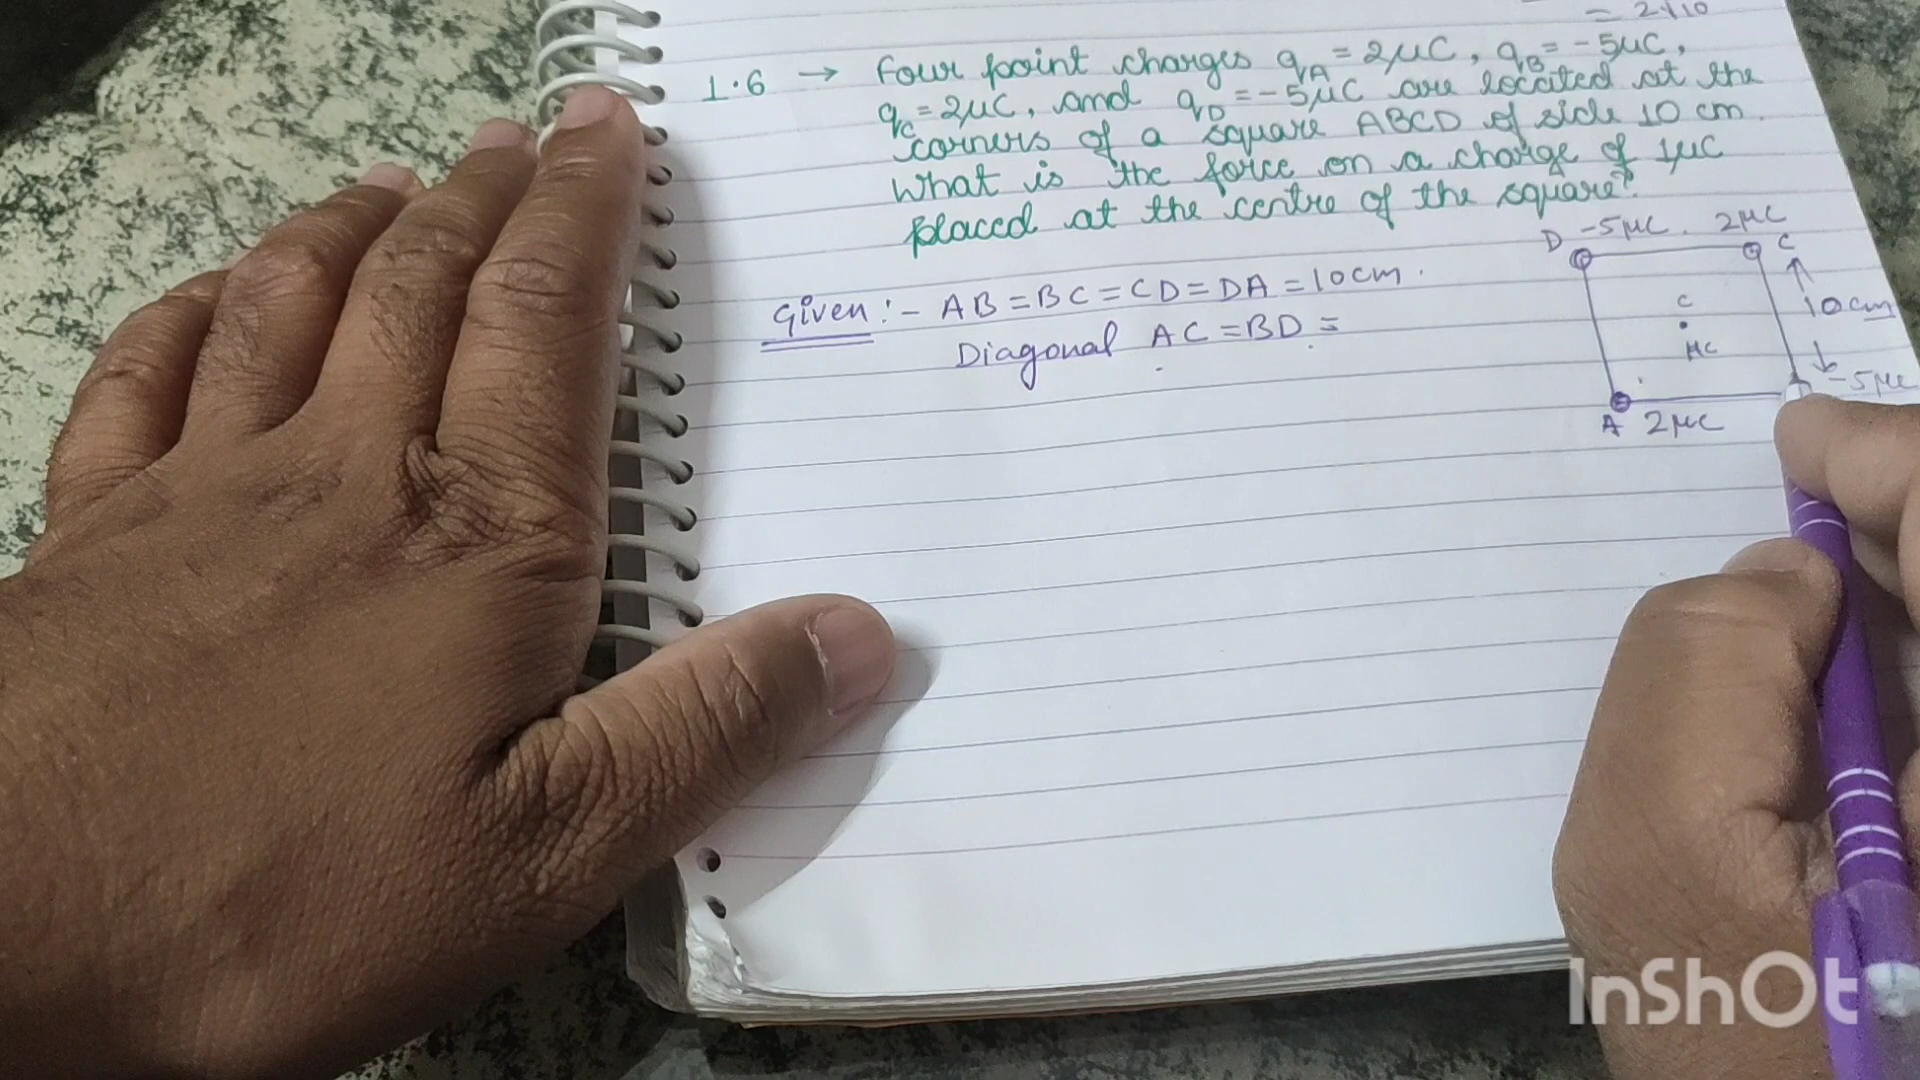 = 2×10
1.6 → Four point charges qA = 2μC, qB = -5μC,
qC = 2μC, and qD = -5μC are located at the
corners of a square ABCD of side 10 cm.
What is the force on a charge of 1μC
placed at the centre of the square?
Given :- AB = BC = CD = DA = 10cm.
Diagonal AC = BD =
D -5μC. 2μC C
10cm
C
μC
-5μC
A 2μC
InShOt